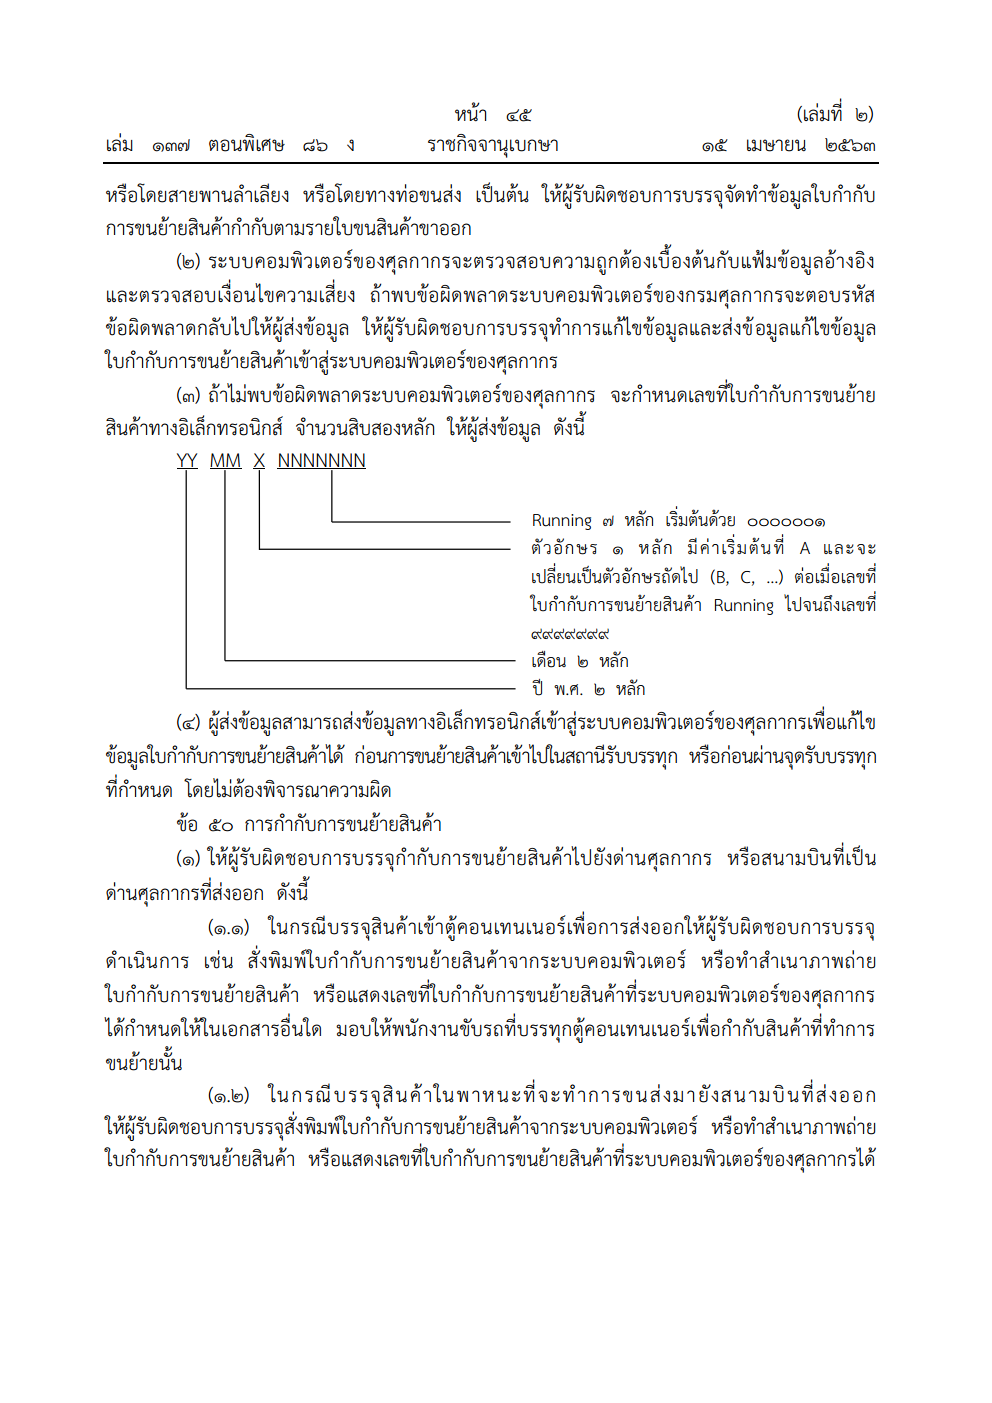 หน้า ๔๕ (เล่มที่ ๒)
เล่ม ๑๓๗ ตอนพิเศษ ๘๖ ง ราชกิจจานุเบกษา ๑๕ เมษายน ๒๕๖๓
หรือโดยสายพานลำเลียง หรือโดยทางท่อขนส่ง เป็นต้น ให้ผู้รับผิดชอบการบรรจุจัดทำข้อมูลใบกำกับ
การขนย้ายสินค้ากำกับตามรายใบขนสินค้าขาออก
(๒) ระบบคอมพิวเตอร์ของศุลกากรจะตรวจสอบความถูกต้องเบื้องต้นกับแฟ้มข้อมูลอ้างอิง
และตรวจสอบเงื่อนไขความเสี่ยง ถ้าพบข้อผิดพลาดระบบคอมพิวเตอร์ของกรมศุลกากรจะตอบรหัส
ข้อผิดพลาดกลับไปให้ผู้ส่งข้อมูล ให้ผู้รับผิดชอบการบรรจุทำการแก้ไขข้อมูลและส่งข้อมูลแก้ไขข้อมูล
ใบกำกับการขนย้ายสินค้าเข้าสู่ระบบคอมพิวเตอร์ของศุลกากร
(๓) ถ้าไม่พบข้อผิดพลาดระบบคอมพิวเตอร์ของศุลกากร จะกำหนดเลขที่ใบกำกับการขนย้าย
สินค้าทางอิเล็กทรอนิกส์ จำนวนสิบสองหลัก ให้ผู้ส่งข้อมูล ดังนี้
YY MM X NNNNNNN
Running ๗ หลัก เริ่มต้นด้วย ๐๐๐๐๐๐๑
ตัวอักษร ๑ หลัก มีค่าเริ่มต้นที่ A และจะ
เปลี่ยนเป็นตัวอักษรถัดไป (B, C, ...) ต่อเมื่อเลขที่
ใบกำกับการขนย้ายสินค้า Running ไปจนถึงเลขที่
๙๙๙๙๙๙๙
เดือน ๒ หลัก
ปี พ.ศ. ๒ หลัก
(๔) ผู้ส่งข้อมูลสามารถส่งข้อมูลทางอิเล็กทรอนิกส์เข้าสู่ระบบคอมพิวเตอร์ของศุลกากรเพื่อแก้ไข
ข้อมูลใบกำกับการขนย้ายสินค้าได้ ก่อนการขนย้ายสินค้าเข้าไปในสถานีรับบรรทุก หรือก่อนผ่านจุดรับบรรทุก
ที่กำหนด โดยไม่ต้องพิจารณาความผิด
ข้อ ๕๐ การกำกับการขนย้ายสินค้า
(๑) ให้ผู้รับผิดชอบการบรรจุกำกับการขนย้ายสินค้าไปยังด่านศุลกากร หรือสนามบินที่เป็น
ด่านศุลกากรที่ส่งออก ดังนี้
(๑.๑) ในกรณีบรรจุสินค้าเข้าตู้คอนเทนเนอร์เพื่อการส่งออกให้ผู้รับผิดชอบการบรรจุ
ดำเนินการ เช่น สั่งพิมพ์ใบกำกับการขนย้ายสินค้าจากระบบคอมพิวเตอร์ หรือทำสำเนาภาพถ่าย
ใบกำกับการขนย้ายสินค้า หรือแสดงเลขที่ใบกำกับการขนย้ายสินค้าที่ระบบคอมพิวเตอร์ของศุลกากร
ได้กำหนดให้ในเอกสารอื่นใด มอบให้พนักงานขับรถที่บรรทุกตู้คอนเทนเนอร์เพื่อกำกับสินค้าที่ทำการ
ขนย้ายนั้น
(๑.๒) ในกรณีบรรจุสินค้าในพาหนะที่จะทำการขนส่งมายังสนามบินที่ส่งออก
ให้ผู้รับผิดชอบการบรรจุสั่งพิมพ์ใบกำกับการขนย้ายสินค้าจากระบบคอมพิวเตอร์ หรือทำสำเนาภาพถ่าย
ใบกำกับการขนย้ายสินค้า หรือแสดงเลขที่ใบกำกับการขนย้ายสินค้าที่ระบบคอมพิวเตอร์ของศุลกากรได้